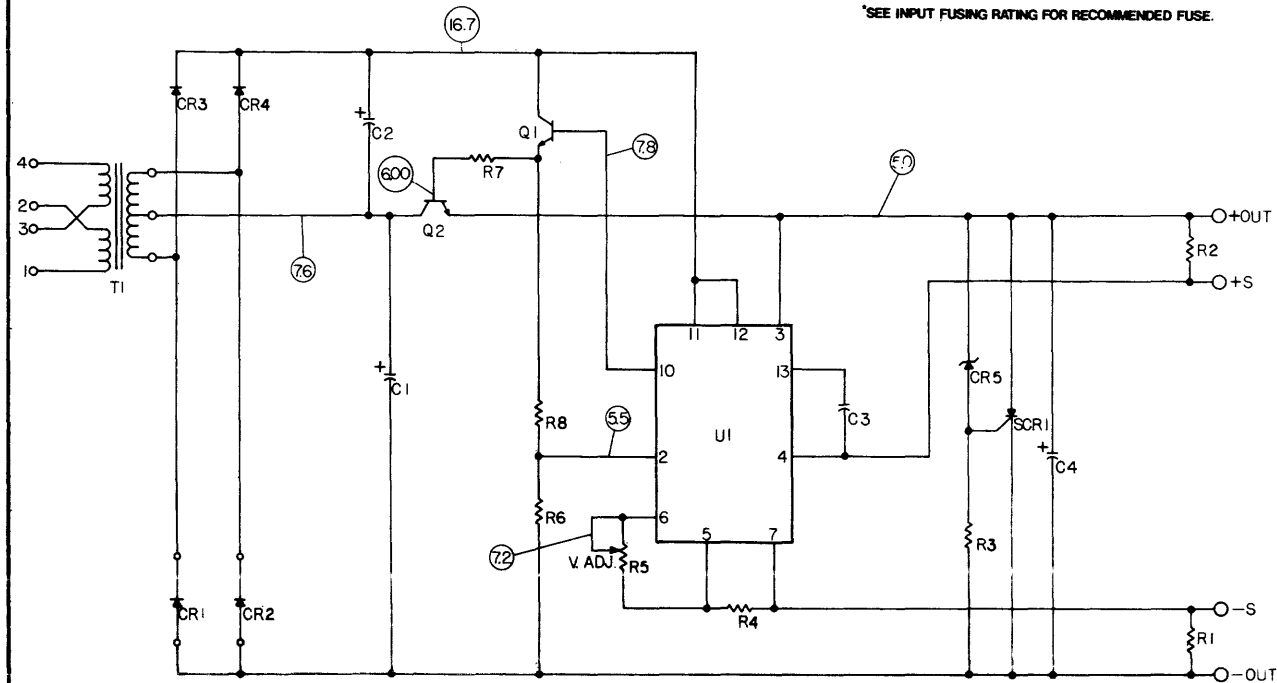 *SEE INPUT FUSING RATING FOR RECOMMENDED FUSE.
16.7
CR3
CR4
+
C2
Q1
7.8
4
2
3
1
T1
6.00
R7
Q2
5.0
+OUT
R2
+S
7.6
+
C1
11
12
3
10
13
U1
C3
CR5
SCR1
R8
5.5
2
4
+
C4
R6
6
5
7
7.2
V. ADJ.
R5
R3
CR1
CR2
R4
-S
R1
-OUT